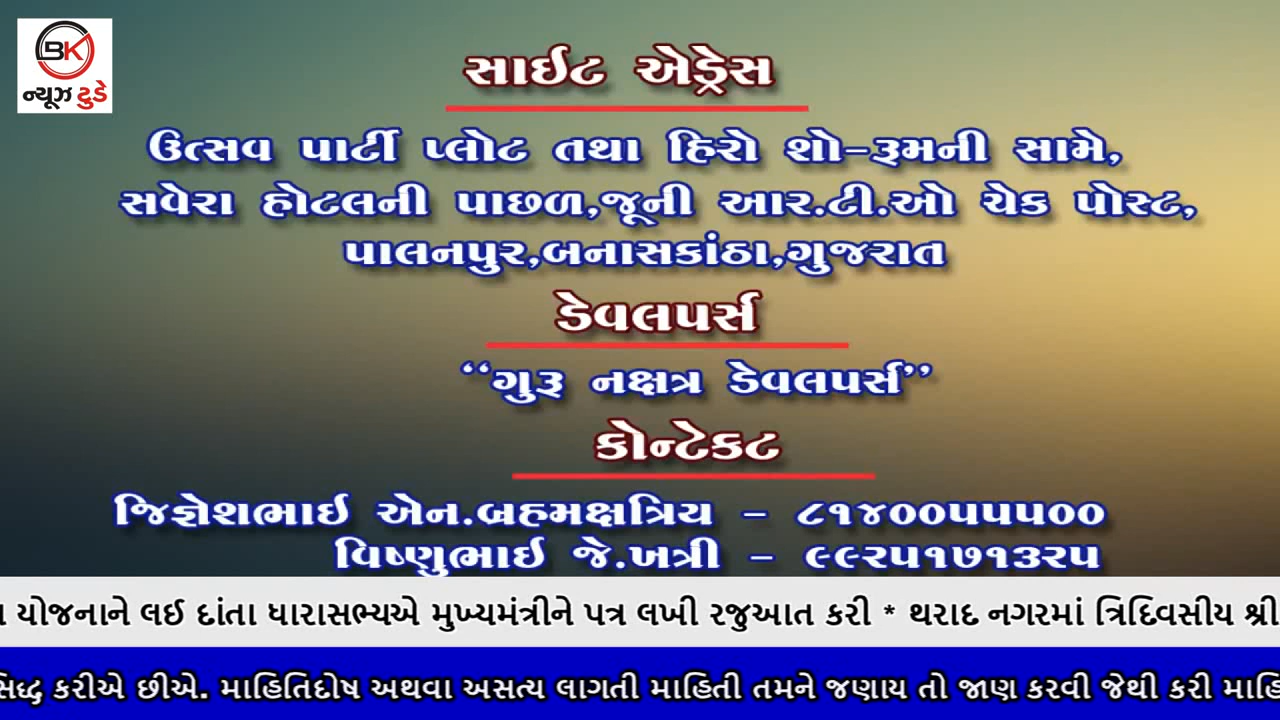 BK
ન્યૂઝ ટુડે
સાઈટ એડ્રેસ
ઉત્સવ પાર્ટી પ્લોટ તથા હિરો શો-રૂમની સામે,
સવેરા હોટલની પાછળ,જૂની આર.ટી.ઓ ચેક પોસ્ટ,
પાલનપુર,બનાસકાંઠા,ગુજરાત
ડેવલપર્સ
“ગુરૂ નક્ષત્ર ડેવલપર્સ”
કોન્ટેકટ
જિજ્ઞેશભાઈ એન.બ્રહમક્ષત્રિય - ૮૧૪૦૦૫૫૫૦૦
વિષ્ણુભાઈ જે.ખત્રી - ૯૯૨૫૧૭૧૩૨૫
યોજનાને લઈ દાંતા ધારાસભ્યએ મુખ્યમંત્રીને પત્ર લખી રજુઆત કરી * થરાદ નગરમાં ત્રિદિવસીય શ્રી
સિદ્ધ કરીએ છીએ. માહિતિદોષ અથવા અસત્ય લાગતી માહિતી તમને જણાય તો જાણ કરવી જેથી કરી માહિ